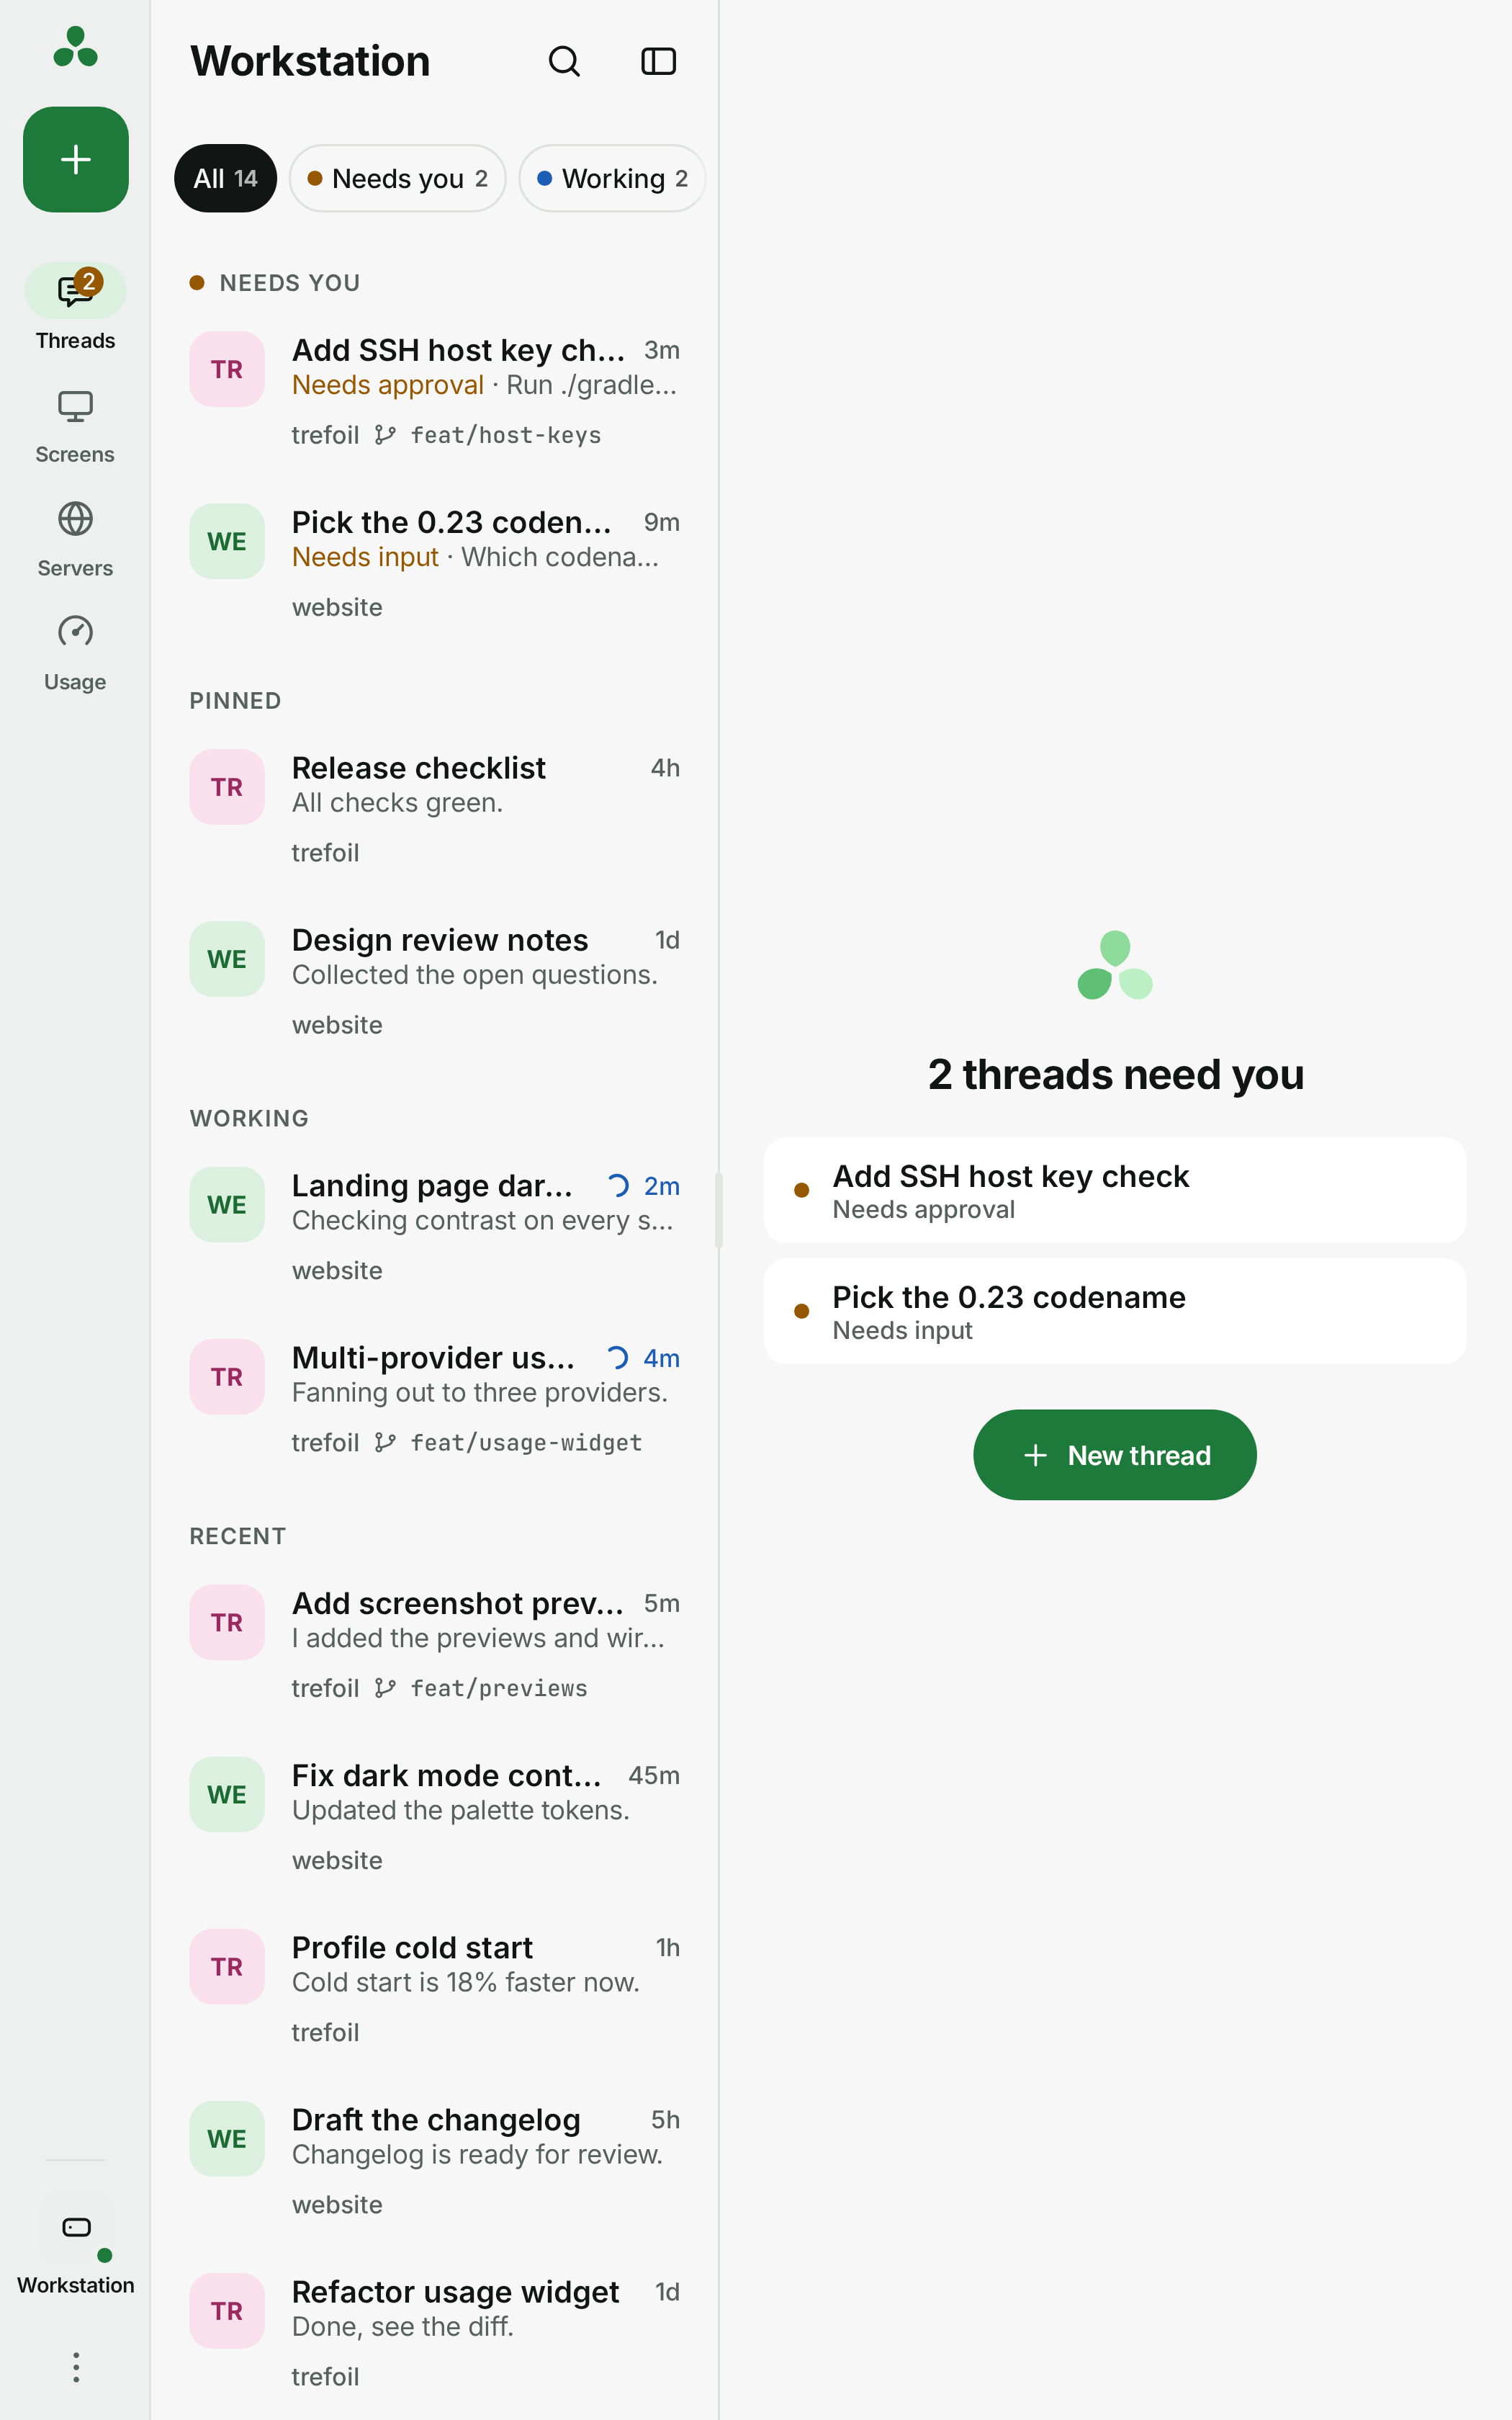 Workstation
All 14
Needs you 2
Working 2
2
Threads
Screens
Servers
Usage
NEEDS YOU
TR
Add SSH host key ch... 3m
Needs approval · Run ./gradle...
trefoil feat/host-keys
WE
Pick the 0.23 coden... 9m
Needs input · Which codena...
website
PINNED
TR
Release checklist 4h
All checks green.
trefoil
WE
Design review notes 1d
Collected the open questions.
website
WORKING
WE
Landing page dar... 2m
Checking contrast on every s...
website
TR
Multi-provider us... 4m
Fanning out to three providers.
trefoil feat/usage-widget
RECENT
TR
Add screenshot prev... 5m
I added the previews and wir...
trefoil feat/previews
WE
Fix dark mode cont... 45m
Updated the palette tokens.
website
TR
Profile cold start 1h
Cold start is 18% faster now.
trefoil
WE
Draft the changelog 5h
Changelog is ready for review.
website
TR
Refactor usage widget 1d
Done, see the diff.
trefoil
Workstation
2 threads need you
Add SSH host key check
Needs approval
Pick the 0.23 codename
Needs input
New thread